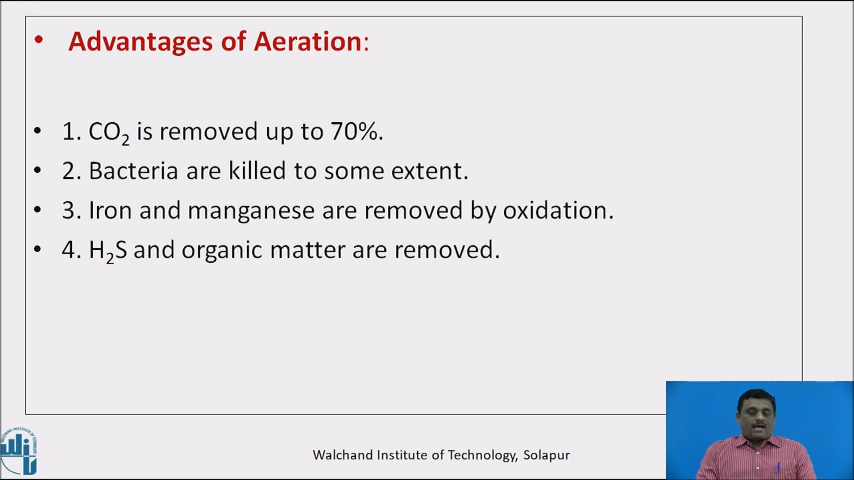 • Advantages of Aeration:
• 1. CO₂ is removed up to 70%.
• 2. Bacteria are killed to some extent.
• 3. Iron and manganese are removed by oxidation.
• 4. H₂S and organic matter are removed.
Walchand Institute of Technology, Solapur